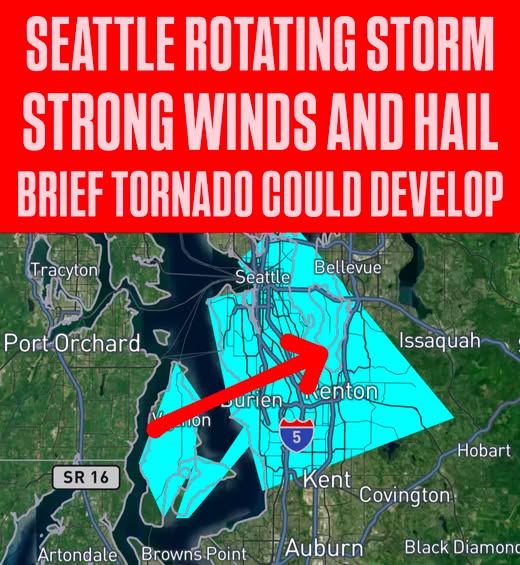 SEATTLE ROTATING STORM
STRONG WINDS AND HAIL
BRIEF TORNADO COULD DEVELOP
Tracyton
Seattle
Bellevue
Port Orchard
Issaquah
Burien
Renton
5
SR 16
Hobart
Kent
Covington
Artondale
Browns Point
Auburn
Black Diamond